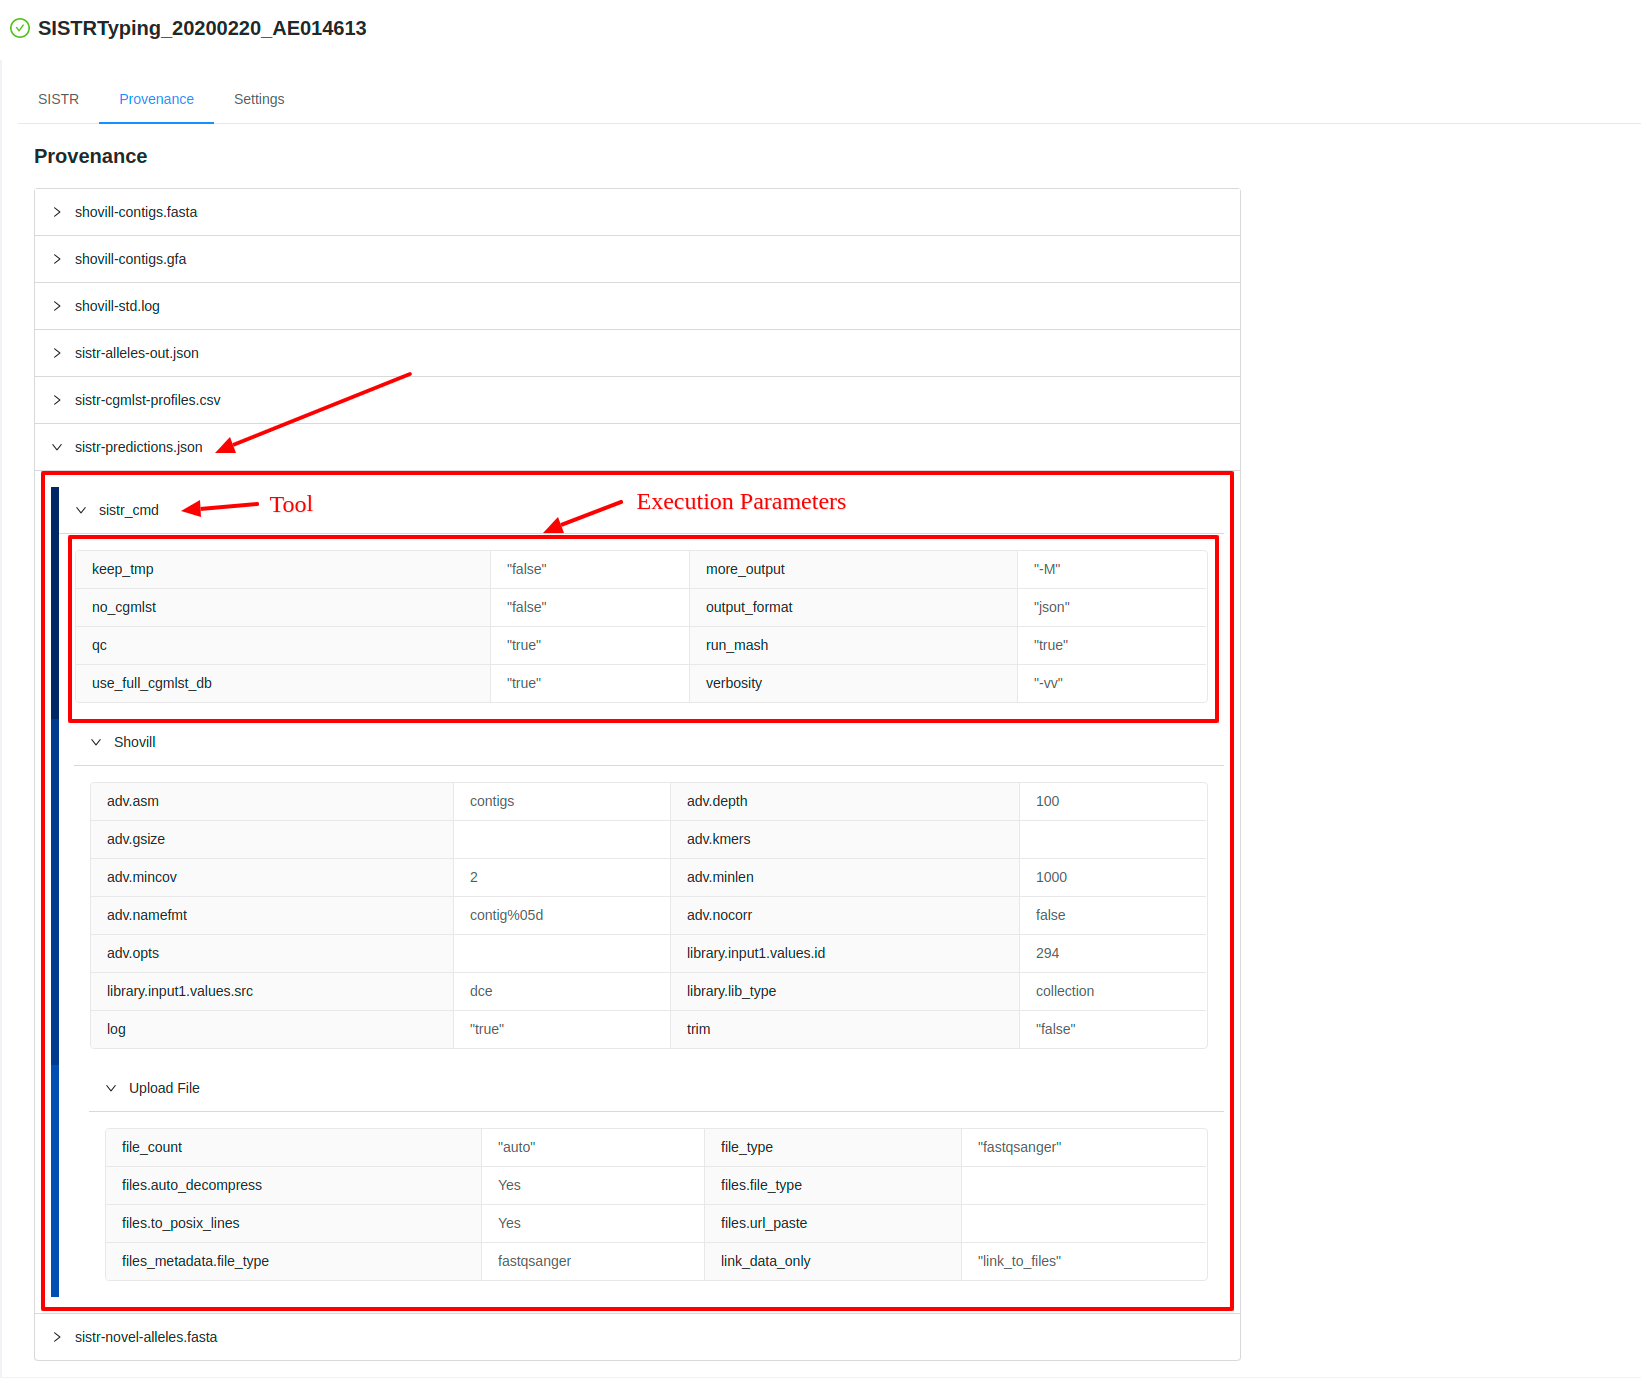 SISTRTyping_20200220_AE014613
SISTR Provenance Settings
Provenance
shovill-contigs.fasta
shovill-contigs.gfa
shovill-std.log
sistr-alleles-out.json
sistr-cgmlst-profiles.csv
sistr-predictions.json
sistr_cmd Tool Execution Parameters
keep_tmp "false" more_output "-M"
no_cgmlst "false" output_format "json"
qc "true" run_mash "true"
use_full_cgmlst_db "true" verbosity "-vv"
Shovill
adv.asm contigs adv.depth 100
adv.gsize adv.kmers
adv.mincov 2 adv.minlen 1000
adv.namefmt contig%05d adv.nocorr false
adv.opts library.input1.values.id 294
library.input1.values.src dce library.lib_type collection
log "true" trim "false"
Upload File
file_count "auto" file_type "fastqsanger"
files.auto_decompress Yes files.file_type
files.to_posix_lines Yes files.url_paste
files_metadata.file_type fastqsanger link_data_only "link_to_files"
sistr-novel-alleles.fasta